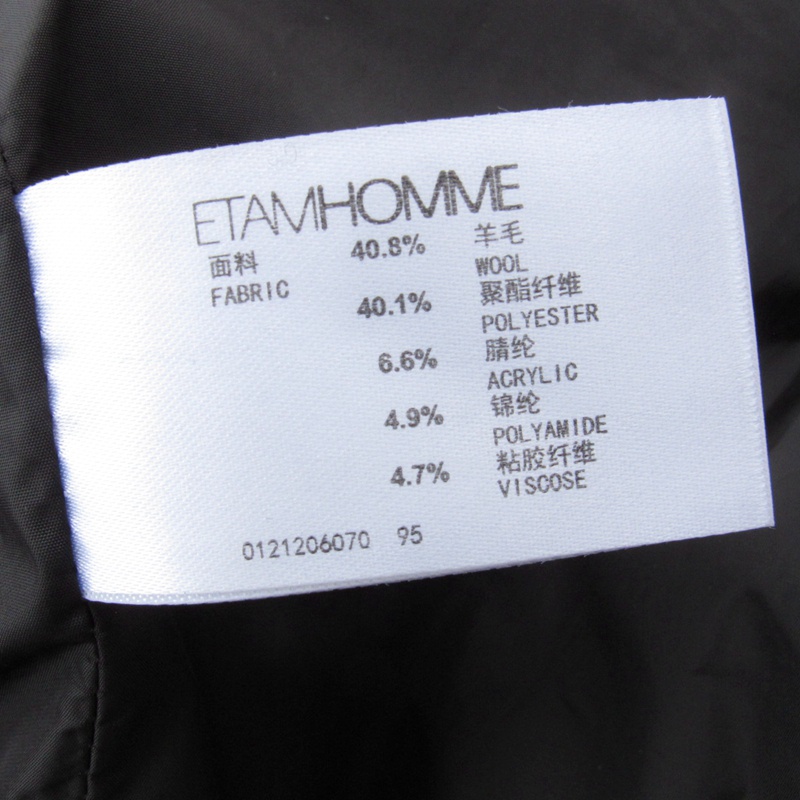 ETAMHOMME
面料 40.8% 羊毛
FABRIC WOOL
40.1% 聚酯纤维
POLYESTER
6.6% 腈纶
ACRYLIC
4.9% 锦纶
POLYAMIDE
4.7% 粘胶纤维
VISCOSE
0121206070 95